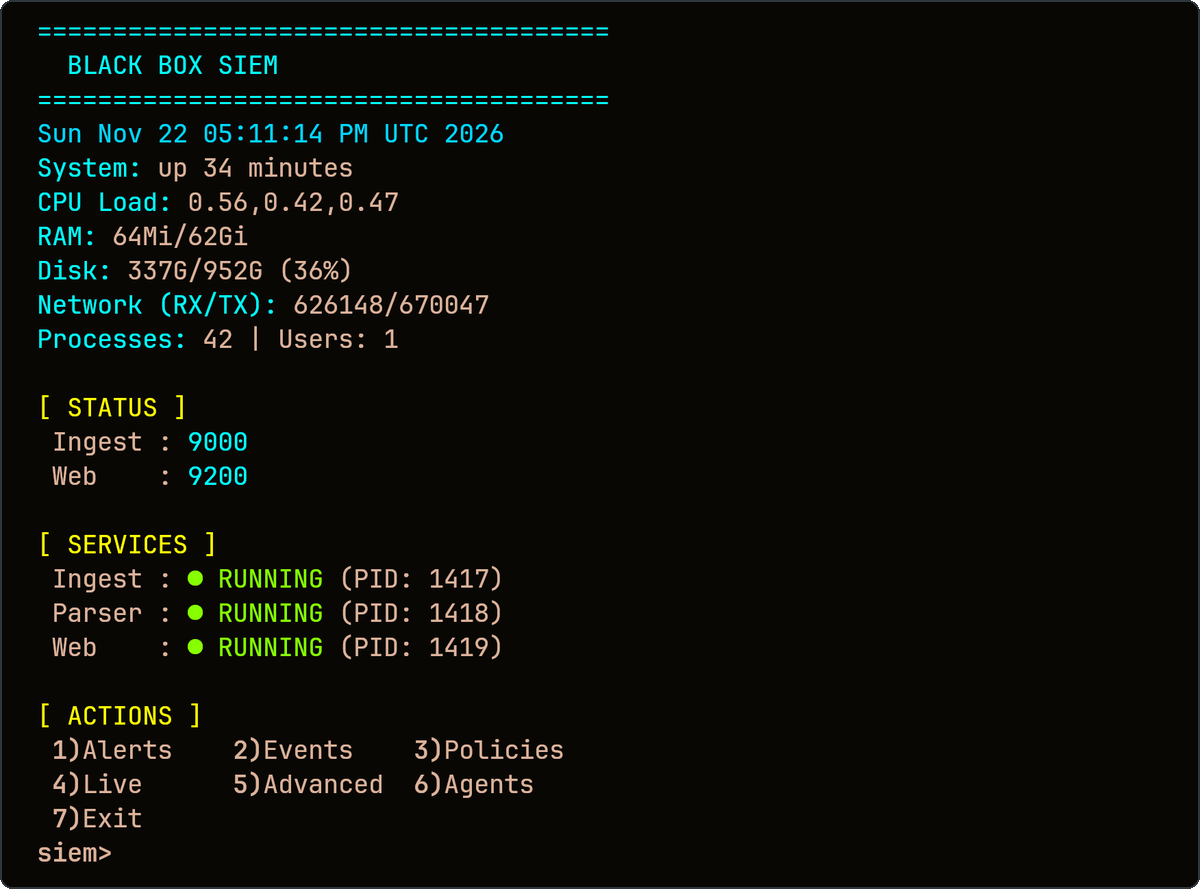 ======================================
  BLACK BOX SIEM
======================================
Sun Nov 22 05:11:14 PM UTC 2026
System: up 34 minutes
CPU Load: 0.56,0.42,0.47
RAM: 64Mi/62Gi
Disk: 337G/952G (36%)
Network (RX/TX): 626148/670047
Processes: 42 | Users: 1

[ STATUS ]
 Ingest : 9000
 Web    : 9200

[ SERVICES ]
 Ingest : ● RUNNING (PID: 1417)
 Parser : ● RUNNING (PID: 1418)
 Web    : ● RUNNING (PID: 1419)

[ ACTIONS ]
 1)Alerts    2)Events    3)Policies
 4)Live      5)Advanced  6)Agents
 7)Exit
siem>